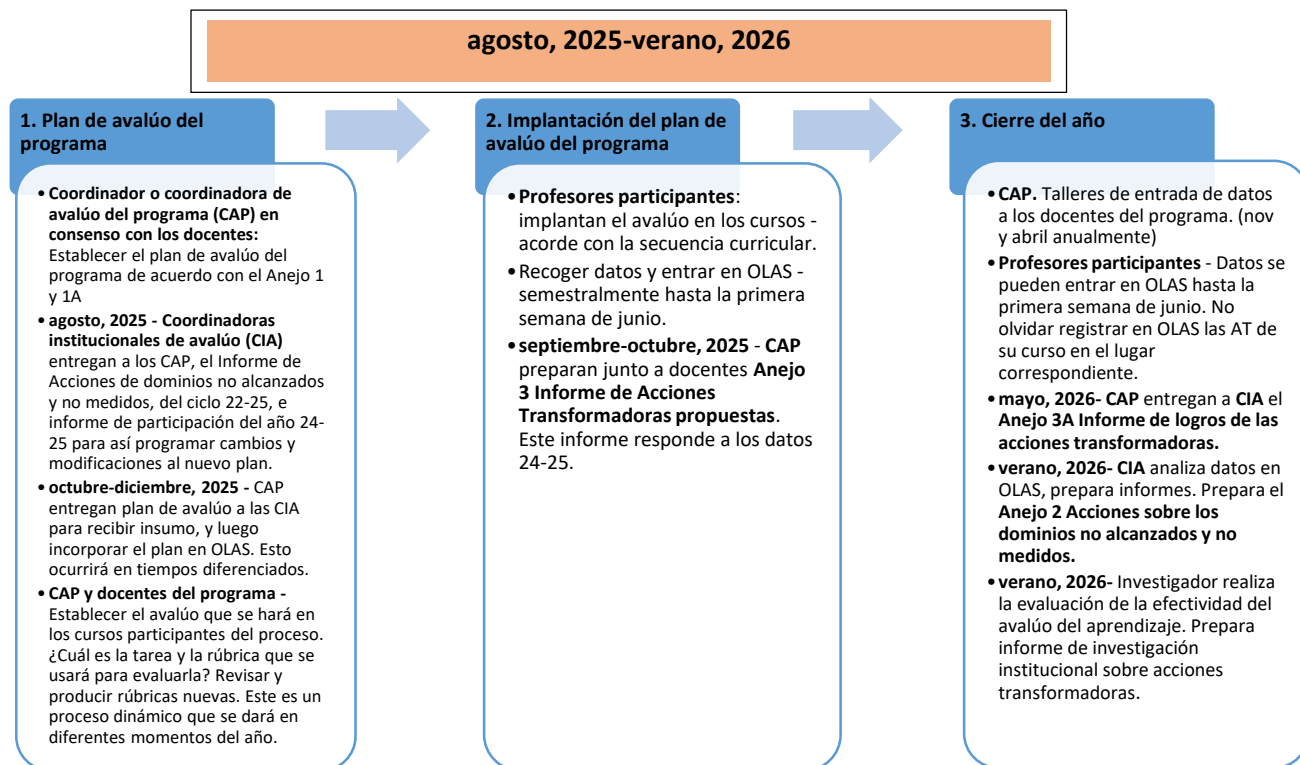 agosto, 2025-verano, 2026
1. Plan de avalúo del
programa
• Coordinador o coordinadora de
avalúo del programa (CAP) en
consenso con los docentes:
Establecer el plan de avalúo del
programa de acuerdo con el Anejo 1
y 1A
• agosto, 2025 - Coordinadoras
institucionales de avalúo (CIA)
entregan a los CAP, el Informe de
Acciones de dominios no alcanzados
y no medidos, del ciclo 22-25, e
informe de participación del año 24-
25 para así programar cambios y
modificaciones al nuevo plan.
• octubre-diciembre, 2025 - CAP
entregan plan de avalúo a las CIA
para recibir insumo, y luego
incorporar el plan en OLAS. Esto
ocurrirá en tiempos diferenciados.
• CAP y docentes del programa -
Establecer el avalúo que se hará en
los cursos participantes del proceso.
¿Cuál es la tarea y la rúbrica que se
usará para evaluarla? Revisar y
producir rúbricas nuevas. Este es un
proceso dinámico que se dará en
diferentes momentos del año.
2. Implantación del plan de
avalúo del programa
• Profesores participantes:
implantan el avalúo en los cursos -
acorde con la secuencia curricular.
• Recoger datos y entrar en OLAS -
semestralmente hasta la primera
semana de junio.
• septiembre-octubre, 2025 - CAP
preparan junto a docentes Anejo
3 Informe de Acciones
Transformadoras propuestas.
Este informe responde a los datos
24-25.
3. Cierre del año
• CAP. Talleres de entrada de datos
a los docentes del programa. (nov
y abril anualmente)
• Profesores participantes - Datos se
pueden entrar en OLAS hasta la
primera semana de junio. No
olvidar registrar en OLAS las AT de
su curso en el lugar
correspondiente.
• mayo, 2026- CAP entregan a CIA el
Anejo 3A Informe de logros de las
acciones transformadoras.
• verano, 2026- CIA analiza datos en
OLAS, prepara informes. Prepara el
Anejo 2 Acciones sobre los
dominios no alcanzados y no
medidos.
• verano, 2026- Investigador realiza
la evaluación de la efectividad del
avalúo del aprendizaje. Prepara
informe de investigación
institucional sobre acciones
transformadoras.